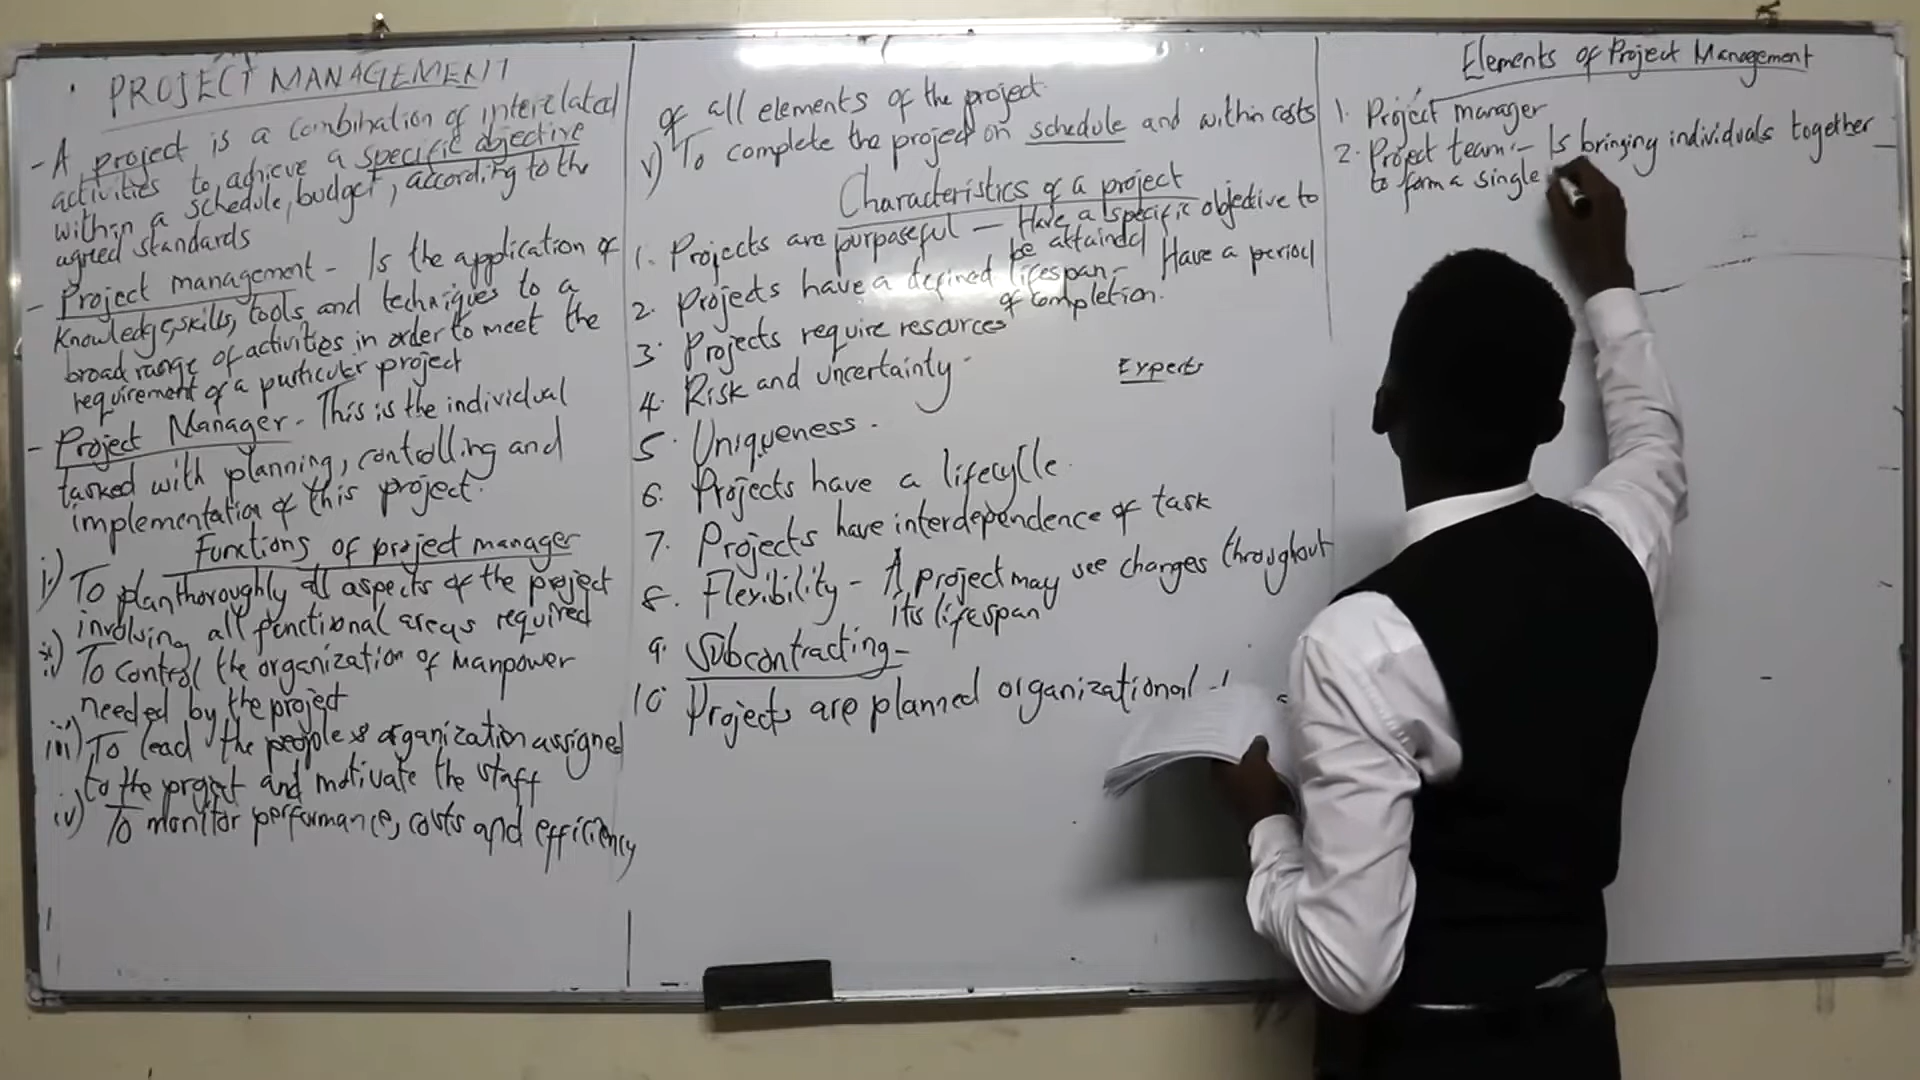 PROJECT MANAGEMENT
- A project is a combination of interelated
activities to achieve a specific objective
within a schedule, budget, according to the
agreed standards
- Project management - Is the application of
knowledge, skills, tools and techniques to a
broad range of activities in order to meet the
requirement of a particular project
- Project Manager - This is the individual
tasked with planning, controlling and
implementation of this project.
Functions of project manager
i) To plan thoroughly all aspects of the project
involving all functional areas required
ii) To control the organization of manpower
needed by the project
iii) To lead the people & organization assigned
to the project and motivate the staff
iv) To monitor performance, costs and efficiency
of all elements of the project
v) To complete the project on schedule and within costs
Characteristics of a project
1. Projects are purposeful - Have a specific objective to
be attained
2. Projects have a defined lifespan - Have a period
of completion.
3. Projects require resources
4. Risk and uncertainty -
Experts
5. Uniqueness -
6. Projects have a lifecycle.
7. Projects have interdependence of task
8. Flexibility - A project may see changes throughout
its lifespan
9. Subcontracting -
10 Projects are planned organizational
Elements of Project Management
1. Project manager
2. Project team - Is bringing individuals together
to form a single